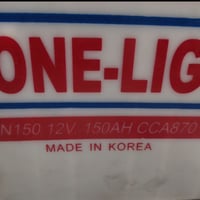 ONE-LIG
N150 12V 150AH CCA870
MADE IN KOREA